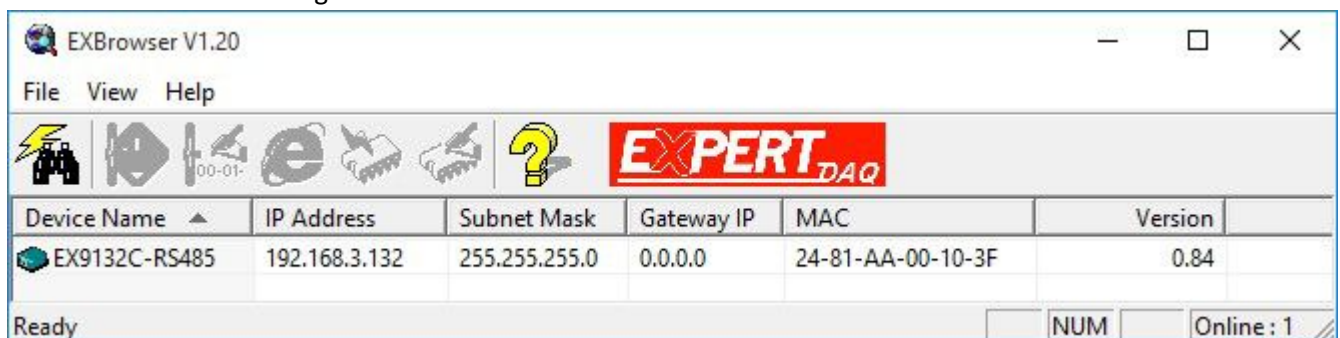 EXBrowser V1.20
File View Help
00-01-
EXPERT DAQ
Device Name IP Address Subnet Mask Gateway IP MAC Version
EX9132C-RS485 192.168.3.132 255.255.255.0 0.0.0.0 24-81-AA-00-10-3F 0.84
Ready NUM Online : 1